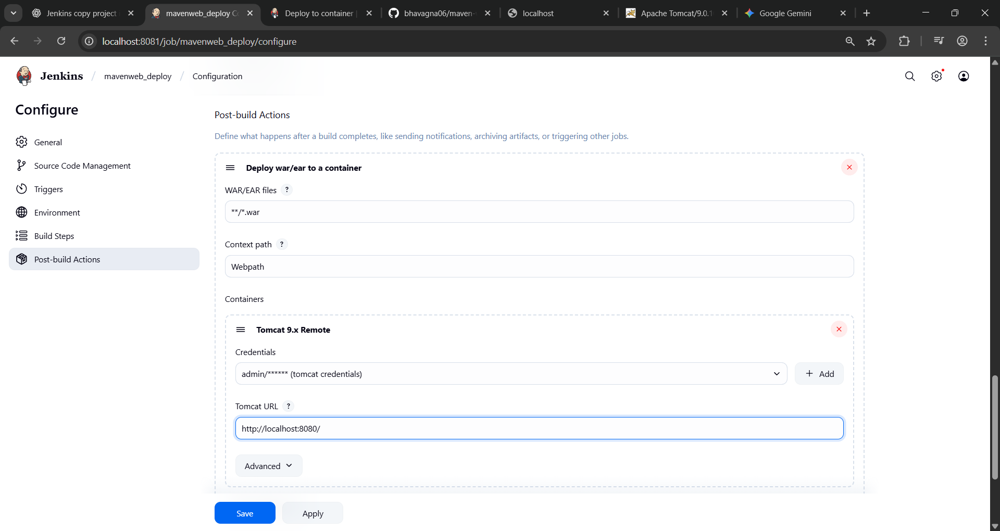 Jenkins copy project
mavenweb_deploy Co
Deploy to container
bhavagna06/maven-
localhost
Apache Tomcat/9.0.1
Google Gemini
localhost:8081/job/mavenweb_deploy/configure
Jenkins / mavenweb_deploy / Configuration
Configure
General
Source Code Management
Triggers
Environment
Build Steps
Post-build Actions
Post-build Actions
Define what happens after a build completes, like sending notifications, archiving artifacts, or triggering other jobs.
Deploy war/ear to a container
WAR/EAR files ?
**/*.war
Context path ?
Webpath
Containers
Tomcat 9.x Remote
Credentials
admin/****** (tomcat credentials)
+ Add
Tomcat URL ?
http://localhost:8080/
Advanced
Save
Apply